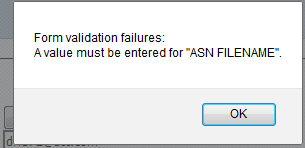 Form validation failures:
A value must be entered for "ASN FILENAME".
OK